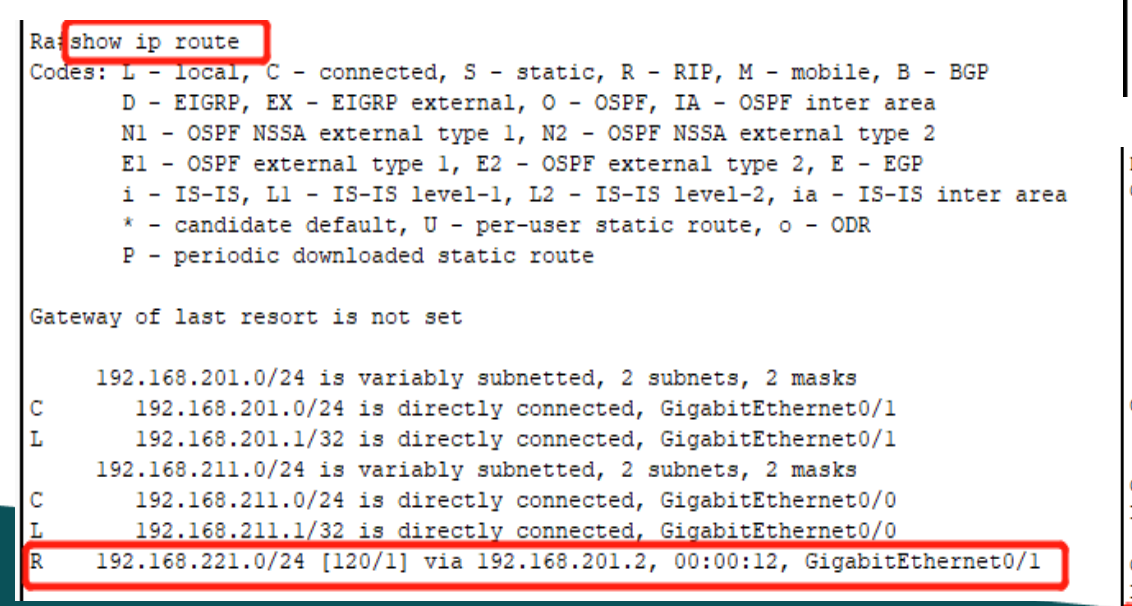 Ra#show ip route
Codes: L - local, C - connected, S - static, R - RIP, M - mobile, B - BGP
D - EIGRP, EX - EIGRP external, O - OSPF, IA - OSPF inter area
N1 - OSPF NSSA external type 1, N2 - OSPF NSSA external type 2
E1 - OSPF external type 1, E2 - OSPF external type 2, E - EGP
i - IS-IS, L1 - IS-IS level-1, L2 - IS-IS level-2, ia - IS-IS inter area
* - candidate default, U - per-user static route, o - ODR
P - periodic downloaded static route
Gateway of last resort is not set
192.168.201.0/24 is variably subnetted, 2 subnets, 2 masks
C 192.168.201.0/24 is directly connected, GigabitEthernet0/1
L 192.168.201.1/32 is directly connected, GigabitEthernet0/1
192.168.211.0/24 is variably subnetted, 2 subnets, 2 masks
C 192.168.211.0/24 is directly connected, GigabitEthernet0/0
L 192.168.211.1/32 is directly connected, GigabitEthernet0/0
R 192.168.221.0/24 [120/1] via 192.168.201.2, 00:00:12, GigabitEthernet0/1